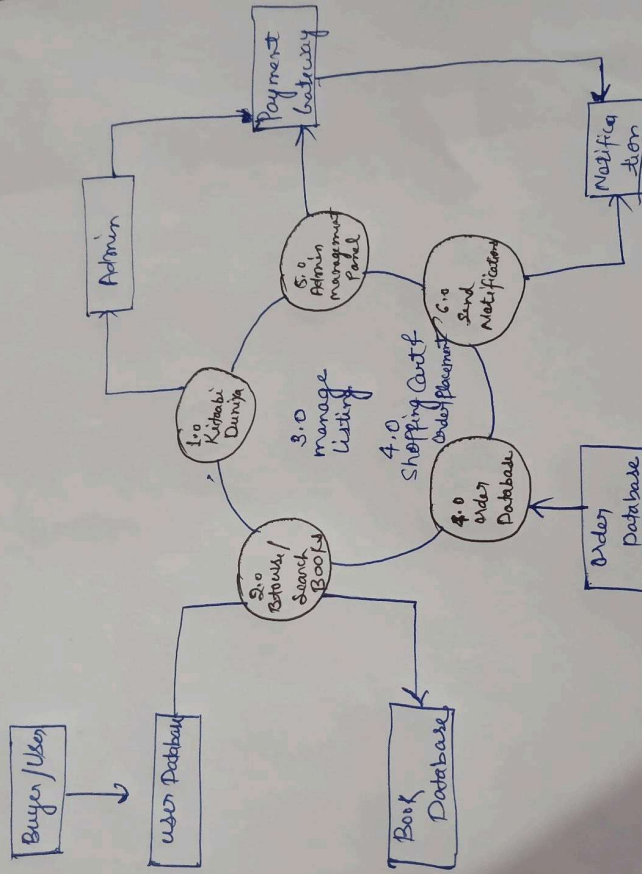 Buyer/User
User Database
Book
Database
2.0
Browse/
Search
Books
1.0
Kitaabi
Duniya
Admin
Payment
Gateway
5.0
Admin
Management
Panel
3.0
Manage
Listing
4.0
Shopping Cart &
Order Placement
6.0
Send
Notification
4.0
Order
Database
Order
Database
Notifica
tion